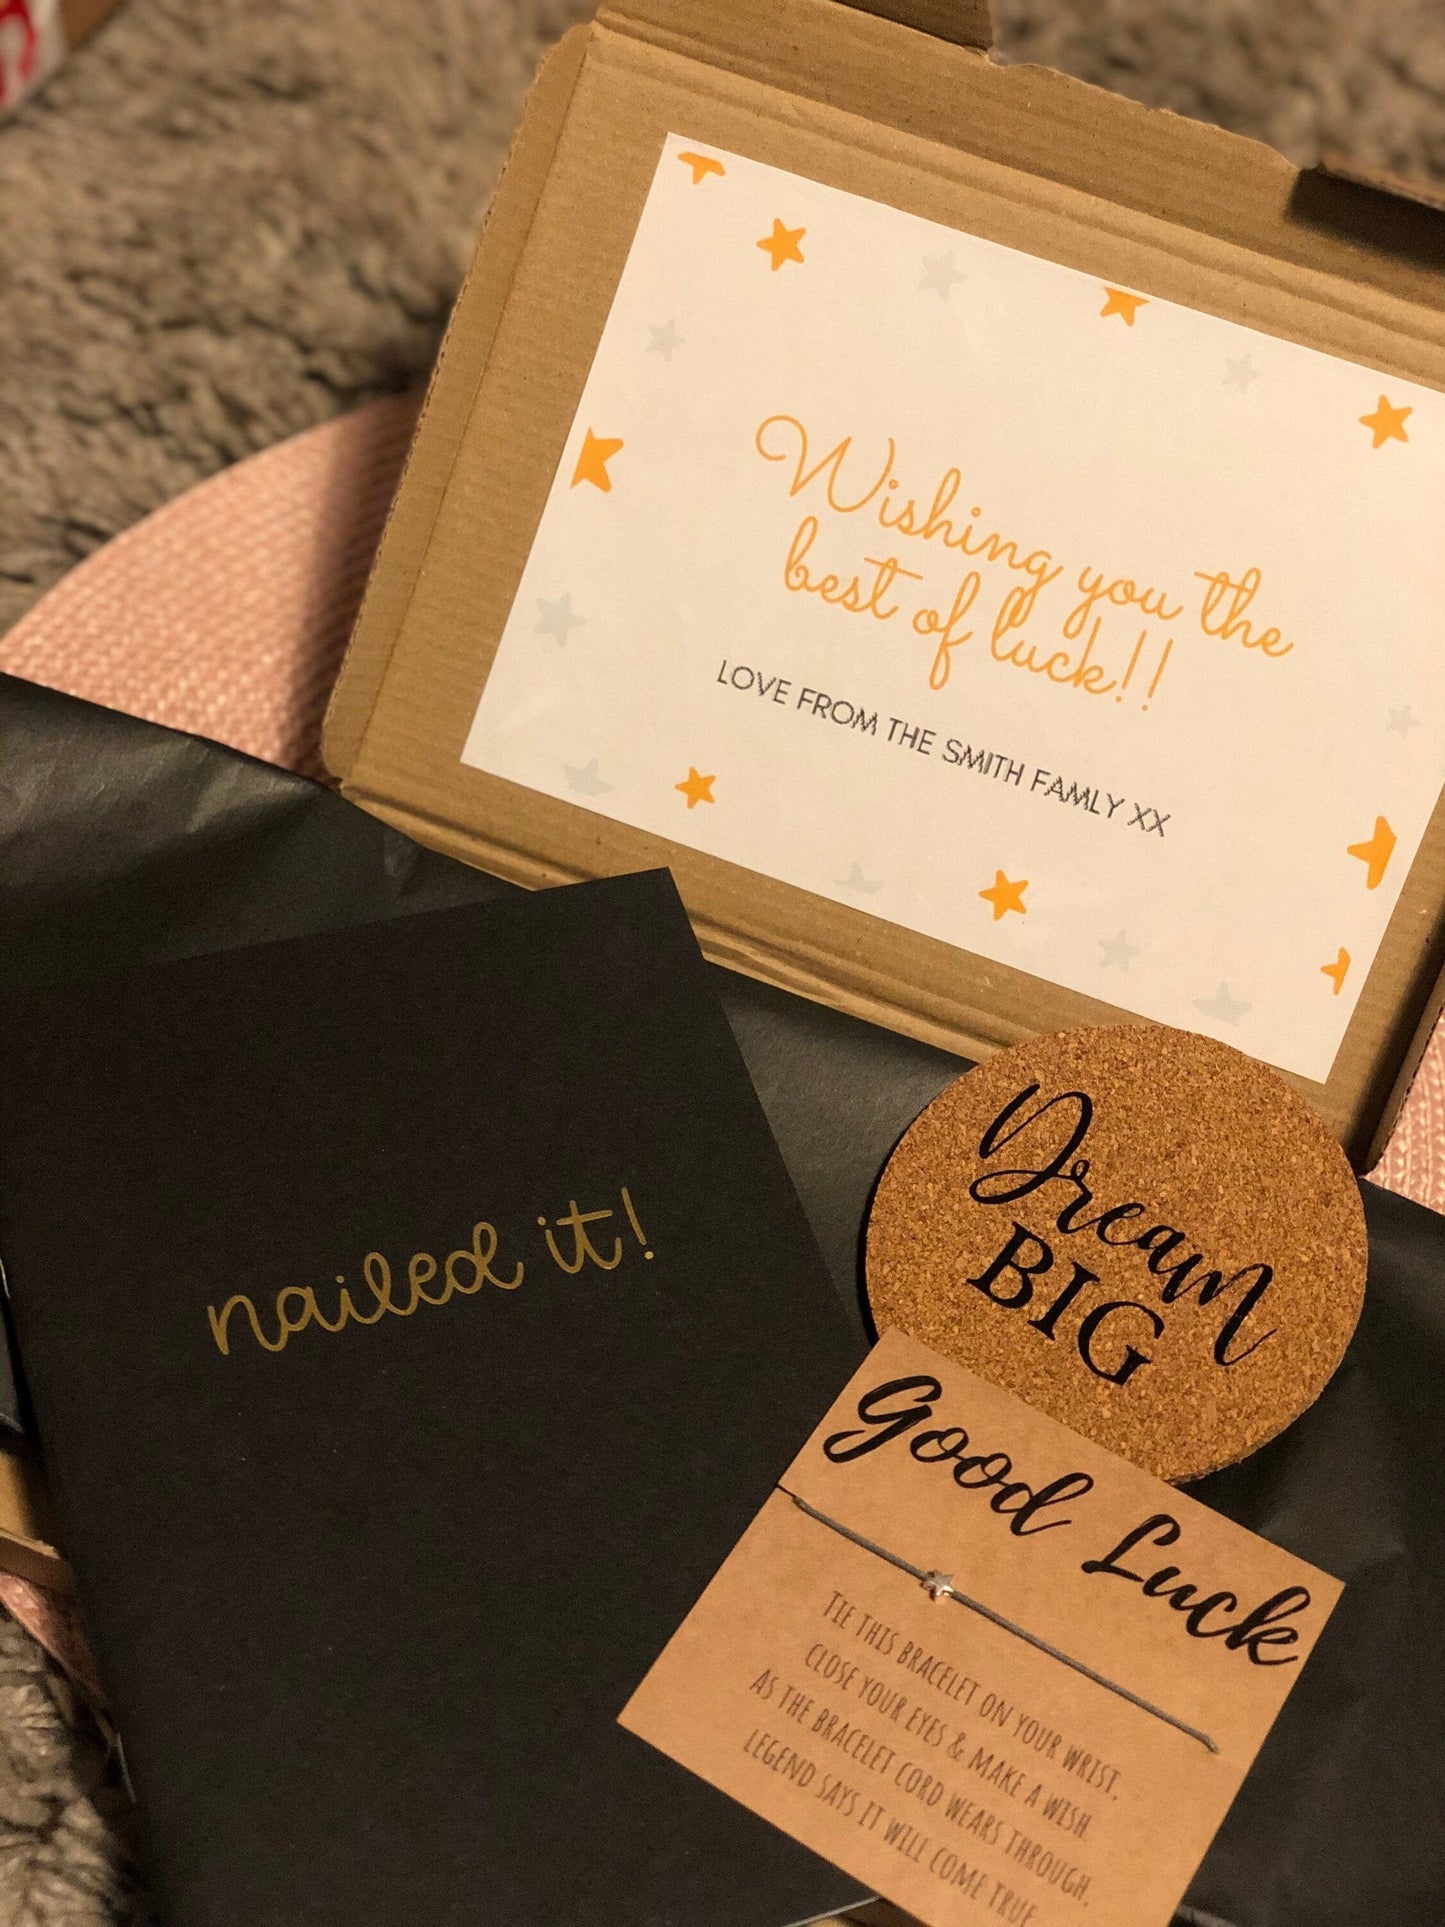 Wishing you the
best of luck!!
LOVE FROM THE SMITH FAMLY XX
nailed it!
Dream
BIG
Good Luck
TIE THIS BRACELET ON YOUR WRIST,
CLOSE YOUR EYES & MAKE A WISH
AS THE BRACELET CORD WEARS THROUGH,
LEGEND SAYS IT WILL COME TRUE